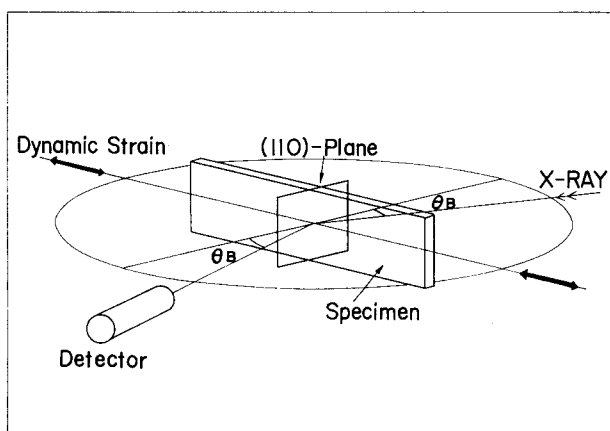 Dynamic Strain
(110)-Plane
X-RAY
θB
θB
Specimen
Detector